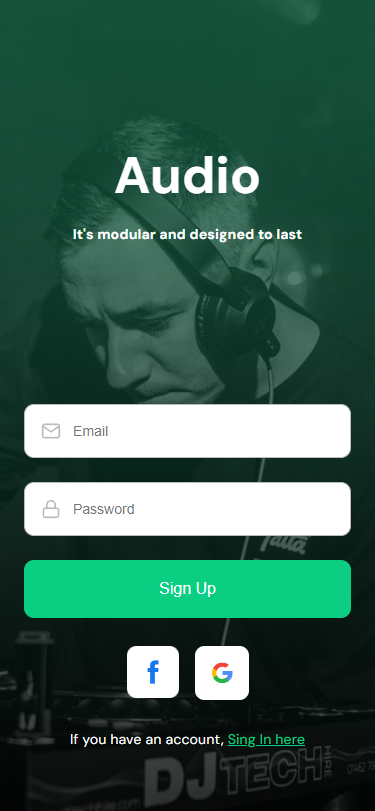 Audio
It's modular and designed to last
Email
Password
Sign Up
If you have an account, Sing In here
DJ TECH HIRE